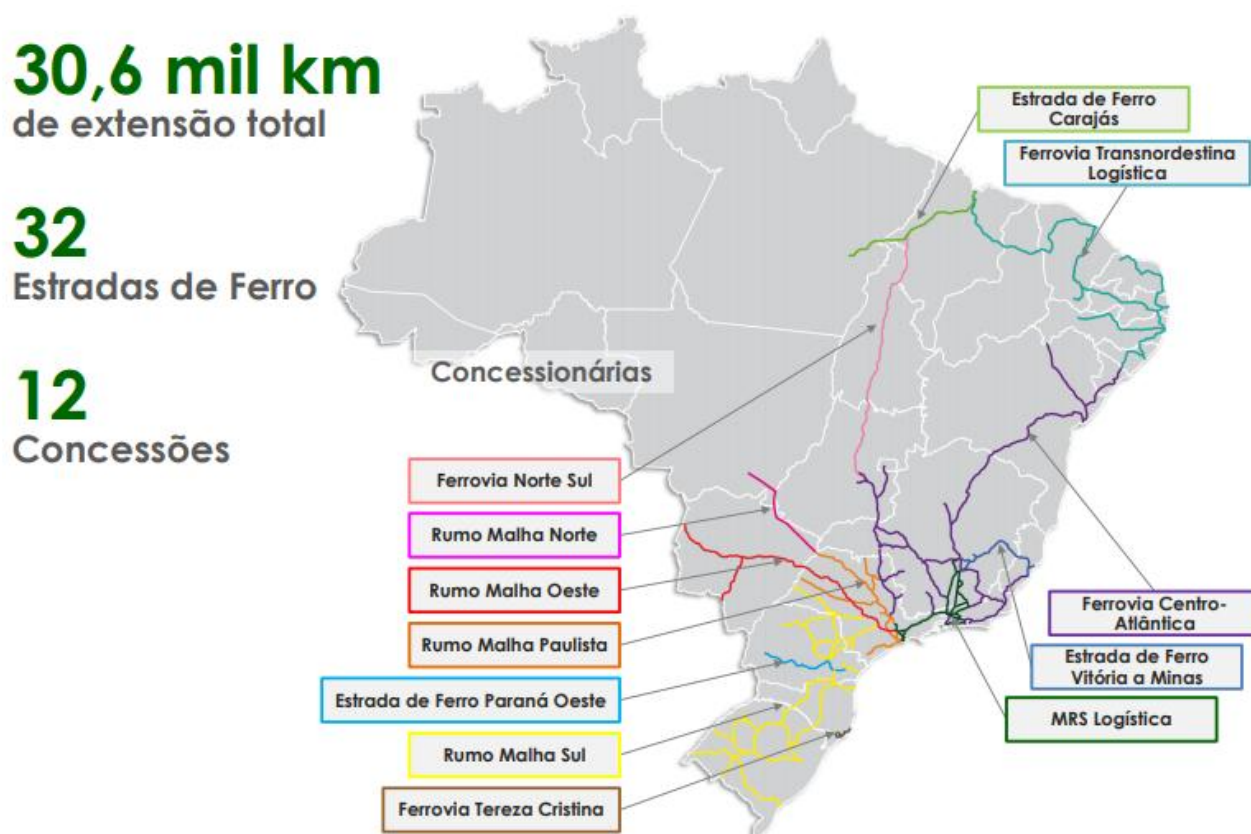 30,6 mil km
de extensão total
32
Estradas de Ferro
12
Concessões
Concessionárias
Estrada de Ferro
Carajás
Ferrovia Transnordestina
Logística
Ferrovia Norte Sul
Rumo Malha Norte
Rumo Malha Oeste
Rumo Malha Paulista
Estrada de Ferro Paraná Oeste
Rumo Malha Sul
Ferrovia Tereza Cristina
Ferrovia Centro-
Atlântica
Estrada de Ferro
Vitória a Minas
MRS Logística